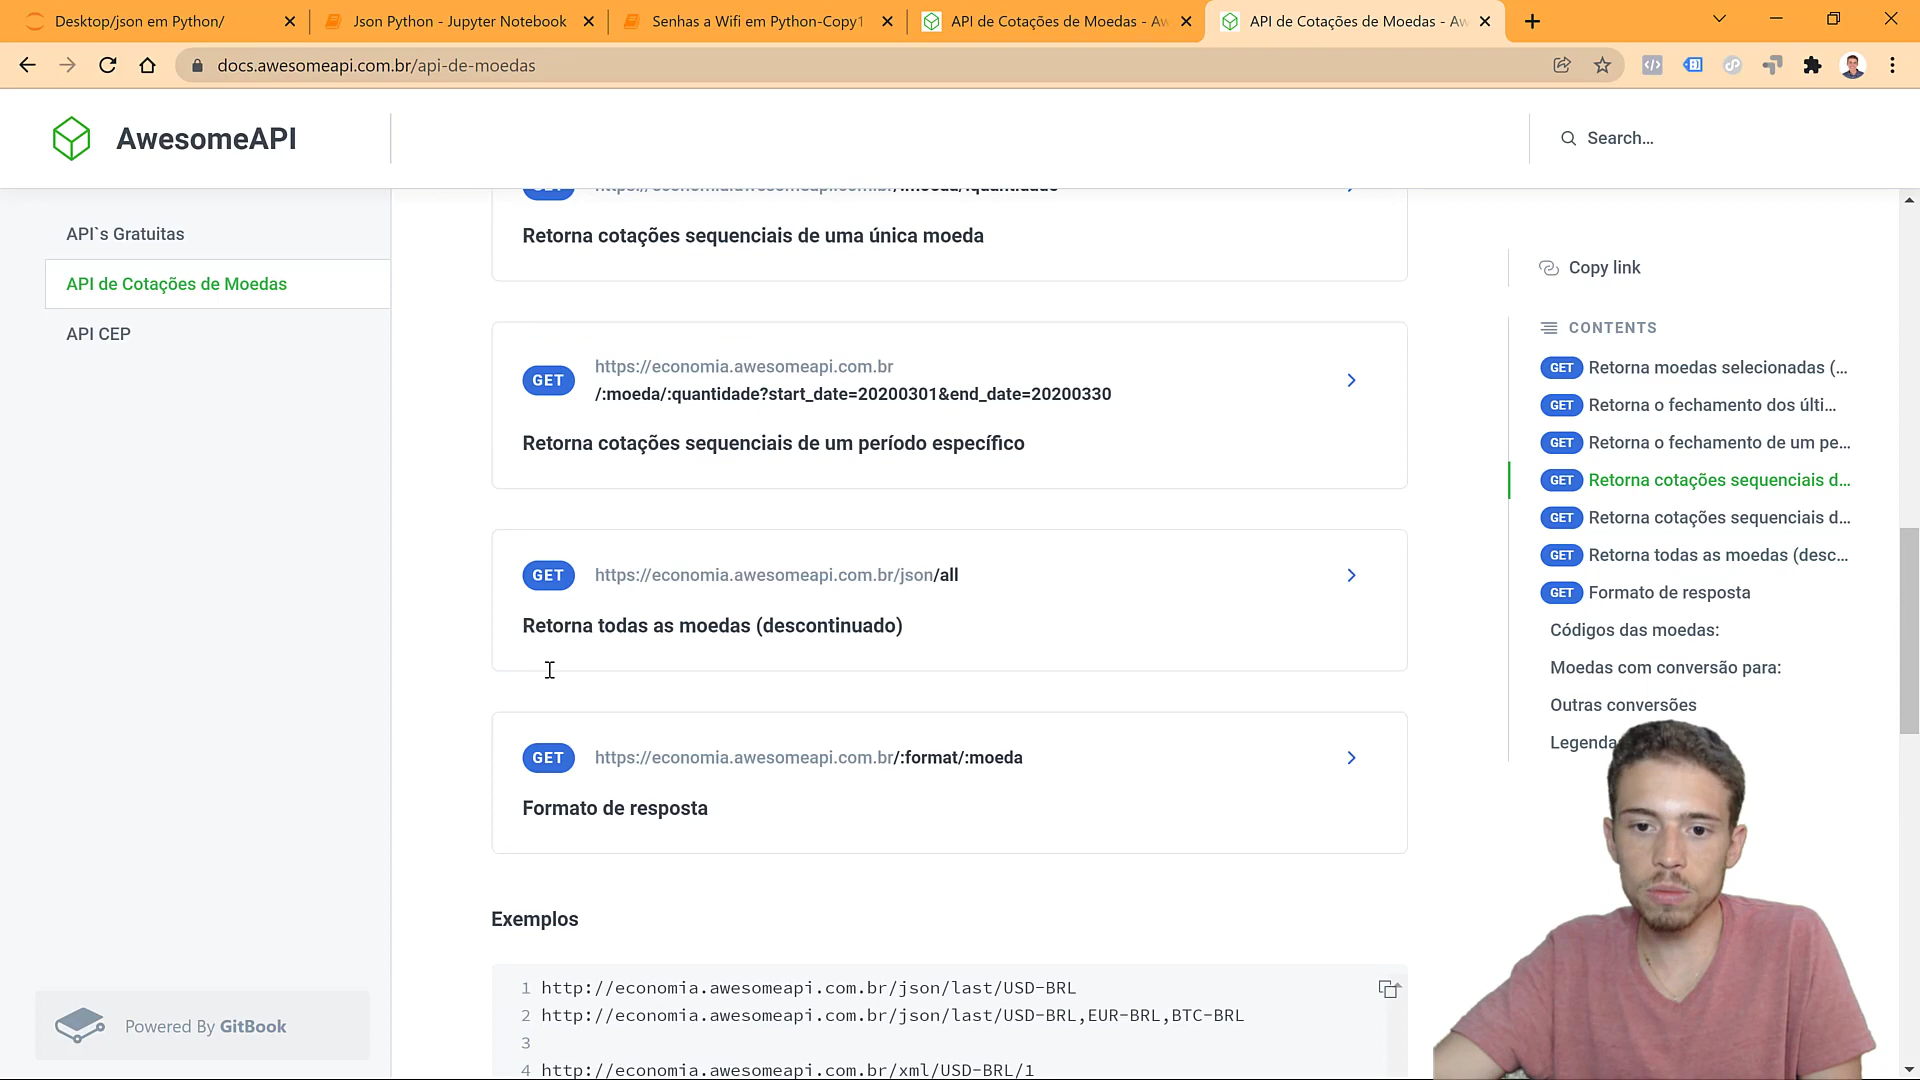 Desktop/json em Python/
Json Python - Jupyter Notebook
Senhas a Wifi em Python-Copy1
API de Cotações de Moedas - Aw
API de Cotações de Moedas - Aw
docs.awesomeapi.com.br/api-de-moedas
AwesomeAPI
Search...
API`s Gratuitas
API de Cotações de Moedas
API CEP
Powered By GitBook
GET https://economia.awesomeapi.com.br/:moeda/:quantidade
Retorna cotações sequenciais de uma única moeda
GET https://economia.awesomeapi.com.br
/:moeda/:quantidade?start_date=20200301&end_date=20200330
Retorna cotações sequenciais de um período específico
GET https://economia.awesomeapi.com.br/json/all
Retorna todas as moedas (descontinuado)
GET https://economia.awesomeapi.com.br/:format/:moeda
Formato de resposta
Exemplos
1 http://economia.awesomeapi.com.br/json/last/USD-BRL
2 http://economia.awesomeapi.com.br/json/last/USD-BRL,EUR-BRL,BTC-BRL
3
4 http://economia.awesomeapi.com.br/xml/USD-BRL/1
Copy link
CONTENTS
GET Retorna moedas selecionadas (...
GET Retorna o fechamento dos últi...
GET Retorna o fechamento de um pe...
GET Retorna cotações sequenciais d...
GET Retorna cotações sequenciais d...
GET Retorna todas as moedas (desc...
GET Formato de resposta
Códigos das moedas:
Moedas com conversão para:
Outras conversões
Legenda